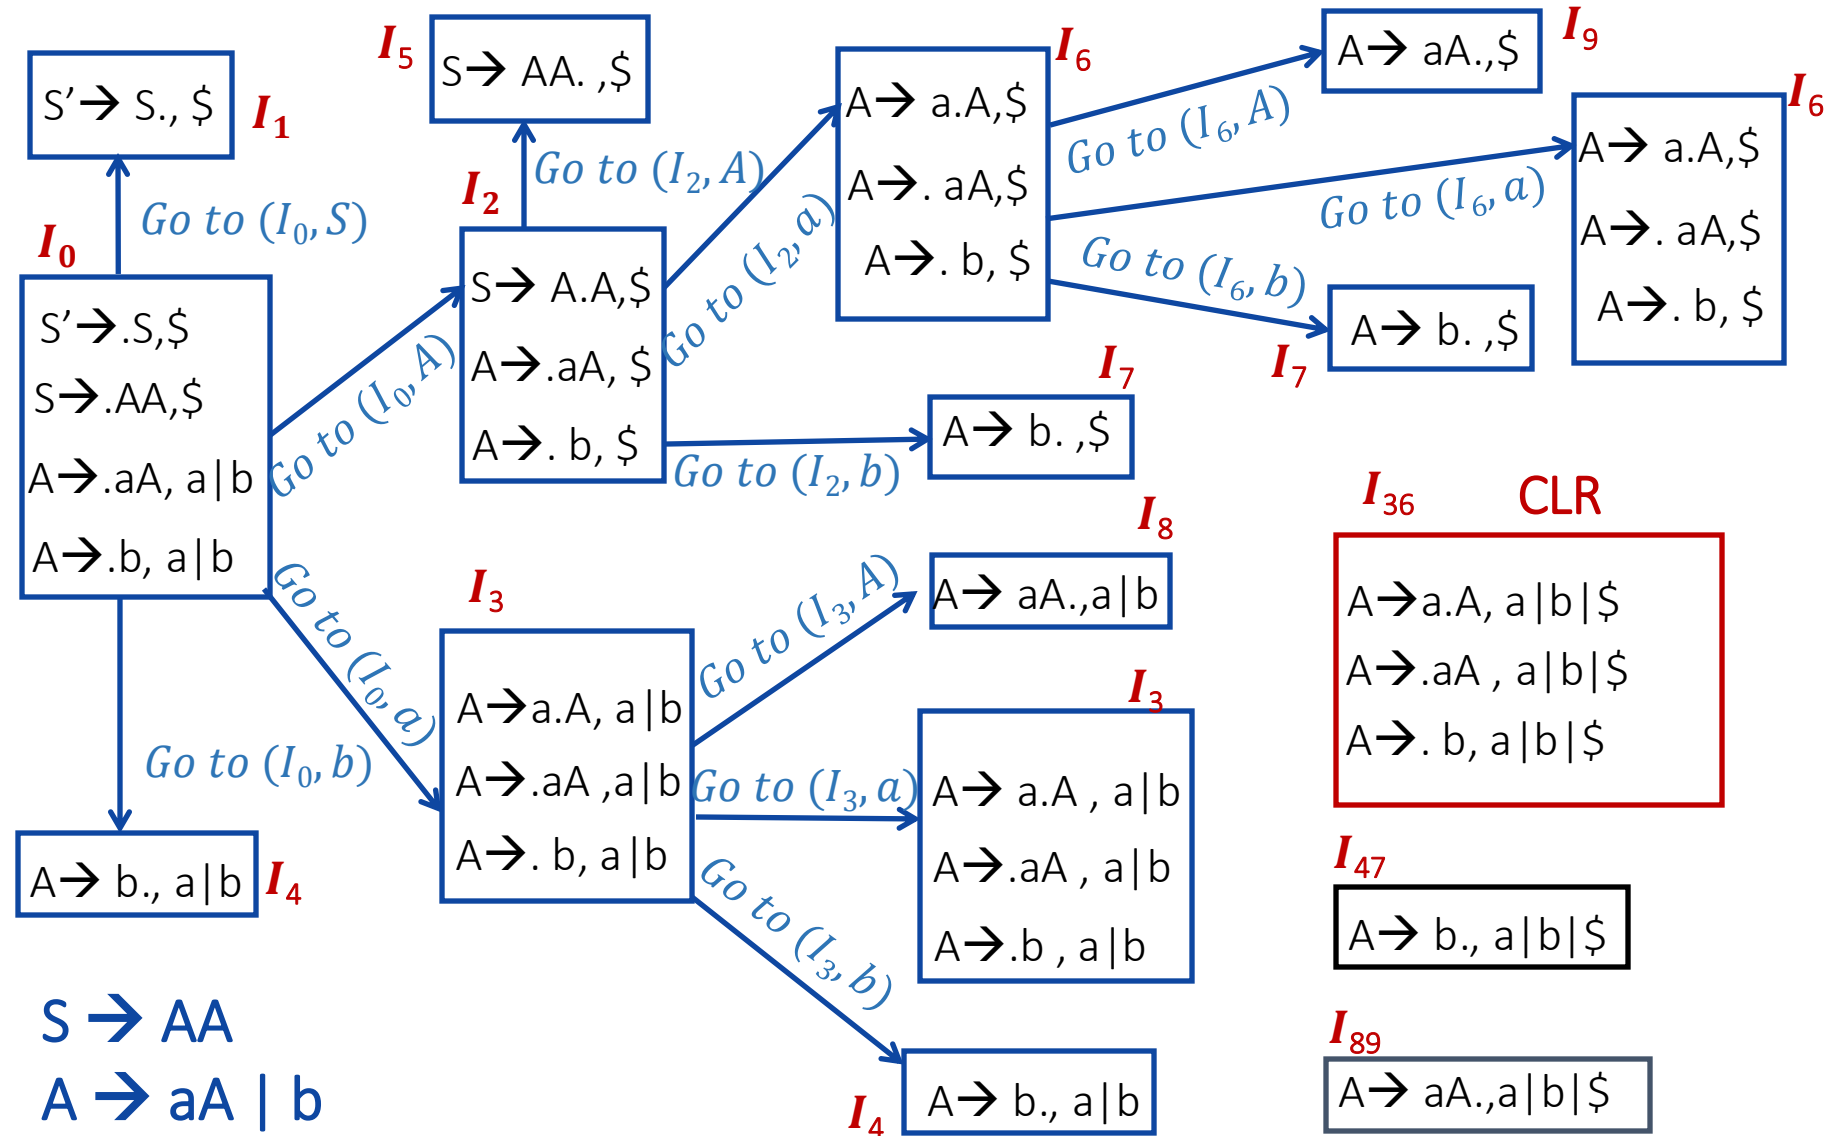 I₁
S’→ S., $
Go to (I₀, S)
I₀
S’→.S,$
S→.AA,$
A→.aA, a|b
A→.b, a|b
Go to (I₀, A)
Go to (I₀, a)
Go to (I₀, b)
A→ b., a|b
I₄
I₅
S→ AA. ,$
Go to (I₂, A)
I₂
S→ A.A,$
A→.aA, $
A→. b, $
Go to (I₂, a)
Go to (I₂, b)
I₆
A→ a.A,$
A→. aA,$
A→. b, $
Go to (I₆, A)
Go to (I₆, a)
Go to (I₆, b)
I₉
A→ aA.,$
I₆
A→ a.A,$
A→. aA,$
A→. b, $
I₇
A→ b. ,$
I₇
A→ b. ,$
I₃
A→a.A, a|b
A→.aA ,a|b
A→. b, a|b
Go to (I₃, A)
Go to (I₃, a)
Go to (I₃, b)
I₈
A→ aA.,a|b
I₃
A→ a.A , a|b
A→.aA , a|b
A→.b , a|b
I₄
A→ b., a|b
I₃₆ CLR
A→a.A, a|b|$
A→.aA , a|b|$
A→. b, a|b|$
I₄₇
A→ b., a|b|$
I₈₉
A→ aA.,a|b|$
S → AA
A → aA | b